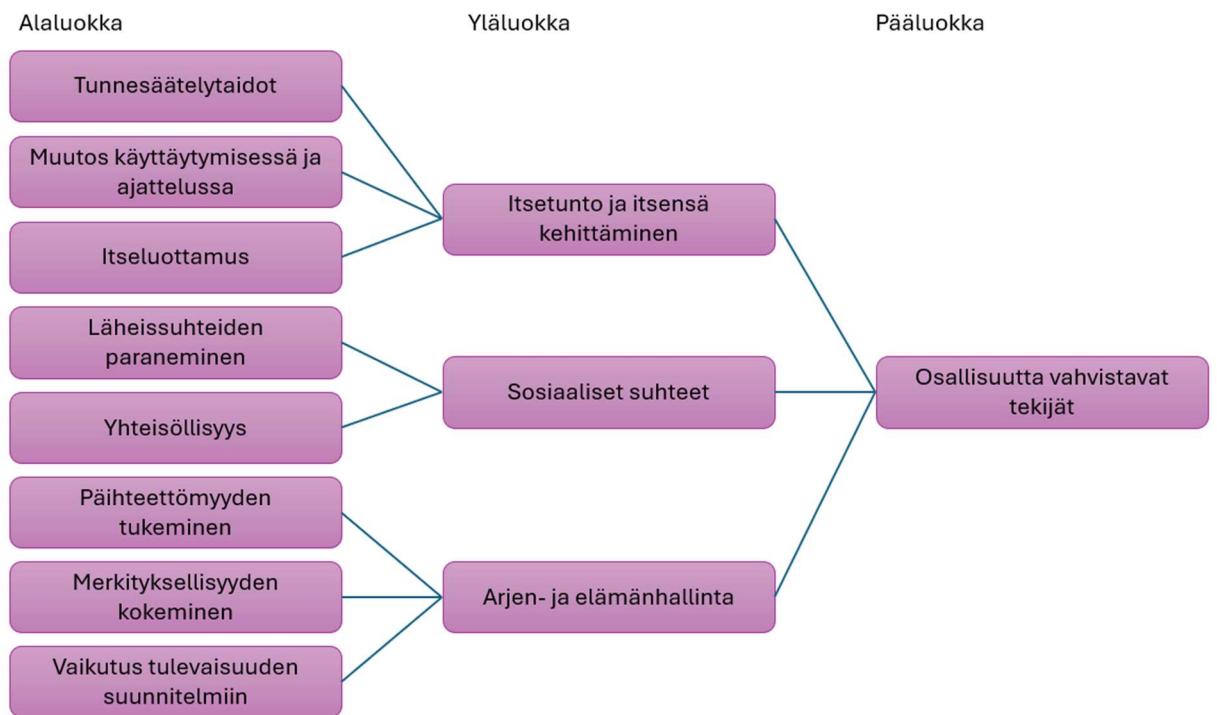 Alaluokka
Yläluokka
Pääluokka
Tunnesäätelytaidot
Muutos käyttäytymisessä ja
ajattelussa
Itseluottamus
Läheissuhteiden
paraneminen
Yhteisöllisyys
Päihteettömyyden
tukeminen
Merkityksellisyyden
kokeminen
Vaikutus tulevaisuuden
suunnitelmiin
Itsetunto ja itsensä
kehittäminen
Sosiaaliset suhteet
Arjen- ja elämänhallinta
Osallisuutta vahvistavat
tekijät